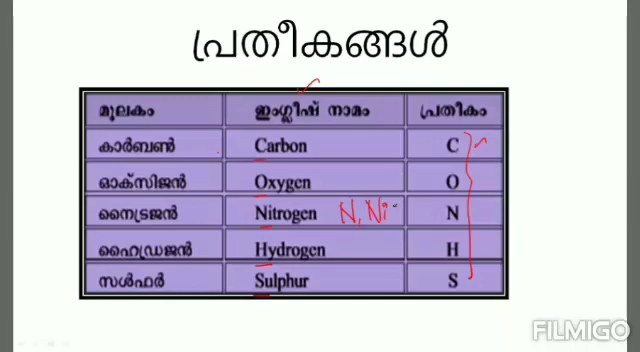 പ്രതീകങ്ങൾ
മൂലകം ഇംഗ്ലീഷ് നാമം പ്രതീകം
കാർബൺ Carbon C
ഓക്സിജൻ Oxygen O
നൈട്രജൻ Nitrogen N, Ni N
ഹൈഡ്രജൻ Hydrogen H
സൾഫർ Sulphur S
FILMIGO